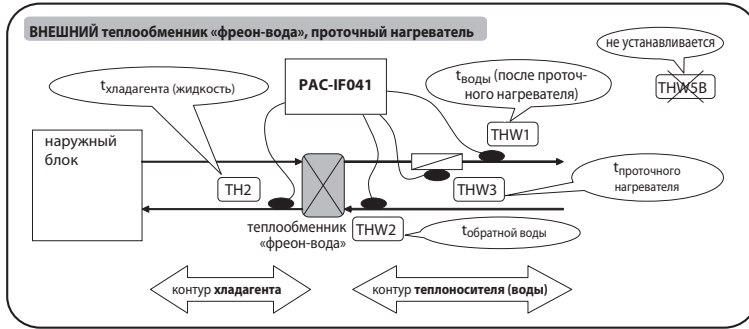 ВНЕШНИЙ теплообменник «фреон-вода», проточный нагреватель
не устанавливается
THW5B
tхладагента (жидкость)
PAC-IF041
tводы (после проточ-
ного нагревателя)
THW1
наружный
блок
TH2
THW3
tпроточного
нагревателя
теплообменник
«фреон-вода»
THW2
tобратной воды
контур хладагента
контур теплоносителя (воды)